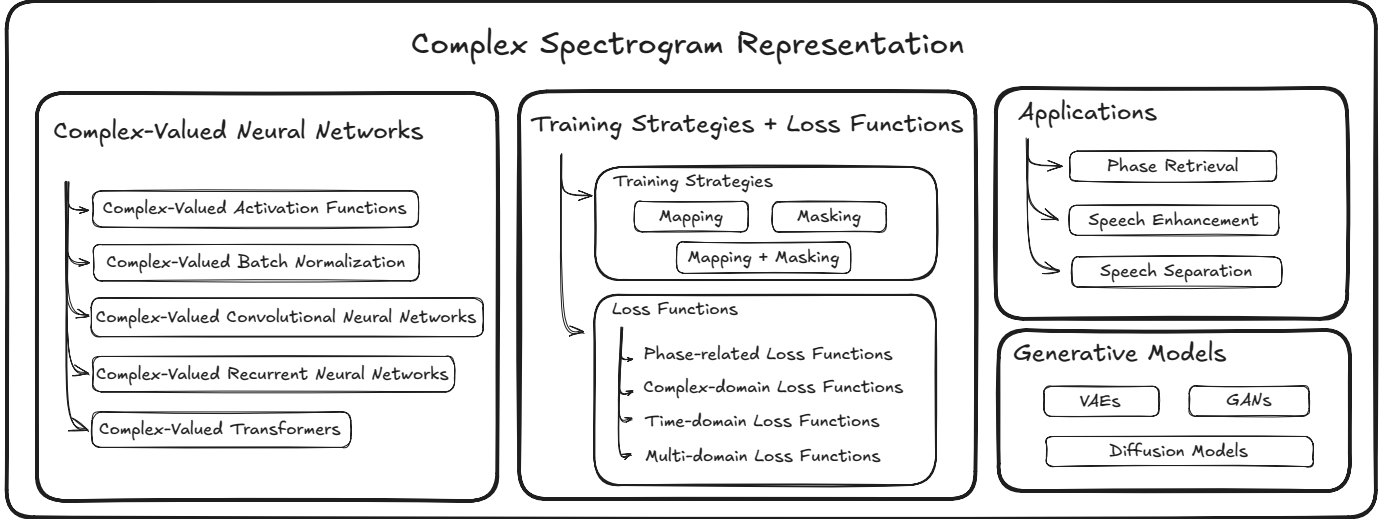 Complex Spectrogram Representation
Complex-Valued Neural Networks
Complex-Valued Activation Functions
Complex-Valued Batch Normalization
Complex-Valued Convolutional Neural Networks
Complex-Valued Recurrent Neural Networks
Complex-Valued Transformers
Training Strategies + Loss Functions
Training Strategies
Mapping
Masking
Mapping + Masking
Loss Functions
Phase-related Loss Functions
Complex-domain Loss Functions
Time-domain Loss Functions
Multi-domain Loss Functions
Applications
Phase Retrieval
Speech Enhancement
Speech Separation
Generative Models
VAEs
GANs
Diffusion Models